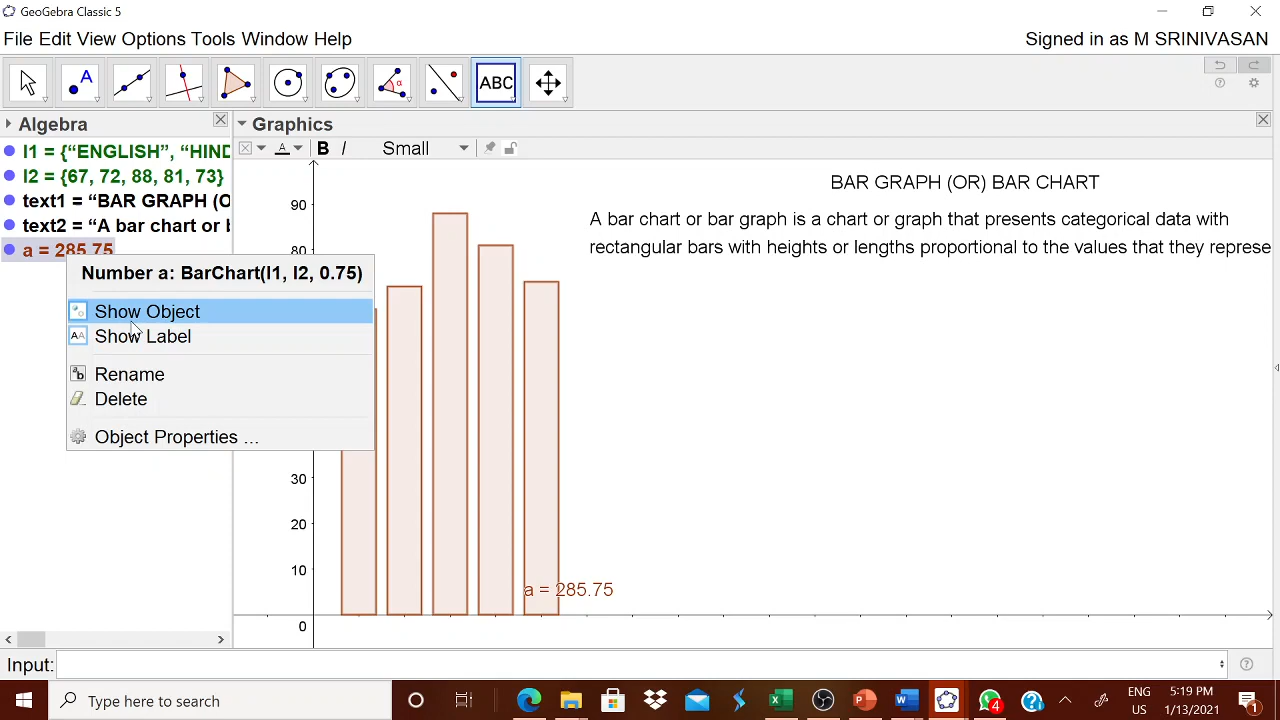 GeoGebra Classic 5
File Edit View Options Tools Window Help
Signed in as M SRINIVASAN
A
α
ABC
Algebra
Graphics
A
B I
Small
l1 = {“ENGLISH”, “HIND
l2 = {67, 72, 88, 81, 73}
text1 = “BAR GRAPH (O
text2 = “A bar chart or b
a = 285.75
Number a: BarChart(l1, l2, 0.75)
Show Object
AA Show Label
ab Rename
Delete
Object Properties ...
BAR GRAPH (OR) BAR CHART
A bar chart or bar graph is a chart or graph that presents categorical data with
rectangular bars with heights or lengths proportional to the values that they represe
90
80
30
20
10
0
a = 285.75
Input:
Type here to search
ENG
US
5:19 PM
1/13/2021
4
1